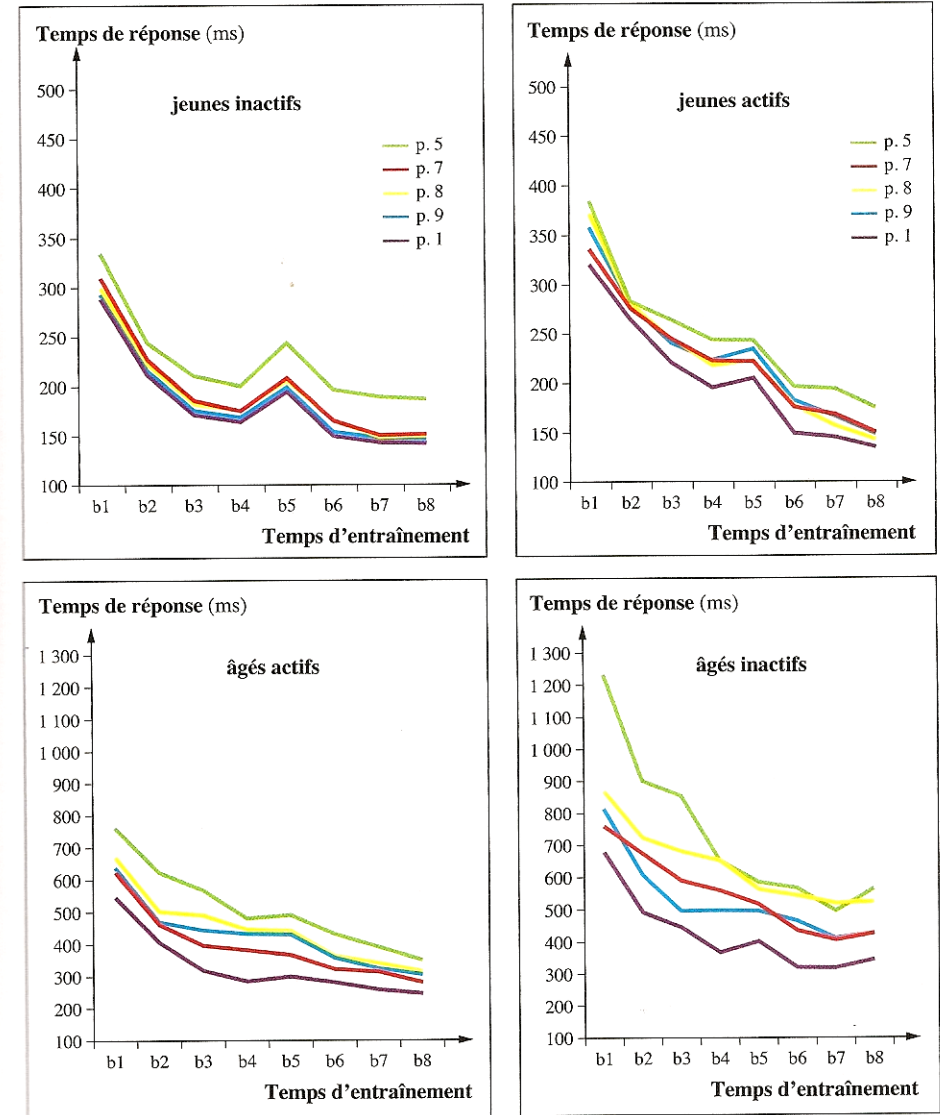 Temps de réponse (ms)
jeunes inactifs
500
450
400
350
300
250
200
150
100
p. 5
p. 7
p. 8
p. 9
p. 1
b1 b2 b3 b4 b5 b6 b7 b8
Temps d'entraînement
Temps de réponse (ms)
jeunes actifs
500
450
400
350
300
250
200
150
100
p. 5
p. 7
p. 8
p. 9
p. 1
b1 b2 b3 b4 b5 b6 b7 b8
Temps d'entraînement
Temps de réponse (ms)
âgés actifs
1 300
1 200
1 100
1 000
900
800
700
600
500
400
300
200
100
b1 b2 b3 b4 b5 b6 b7 b8
Temps d'entraînement
Temps de réponse (ms)
âgés inactifs
1 300
1 200
1 100
1 000
900
800
700
600
500
400
300
200
100
b1 b2 b3 b4 b5 b6 b7 b8
Temps d'entraînement